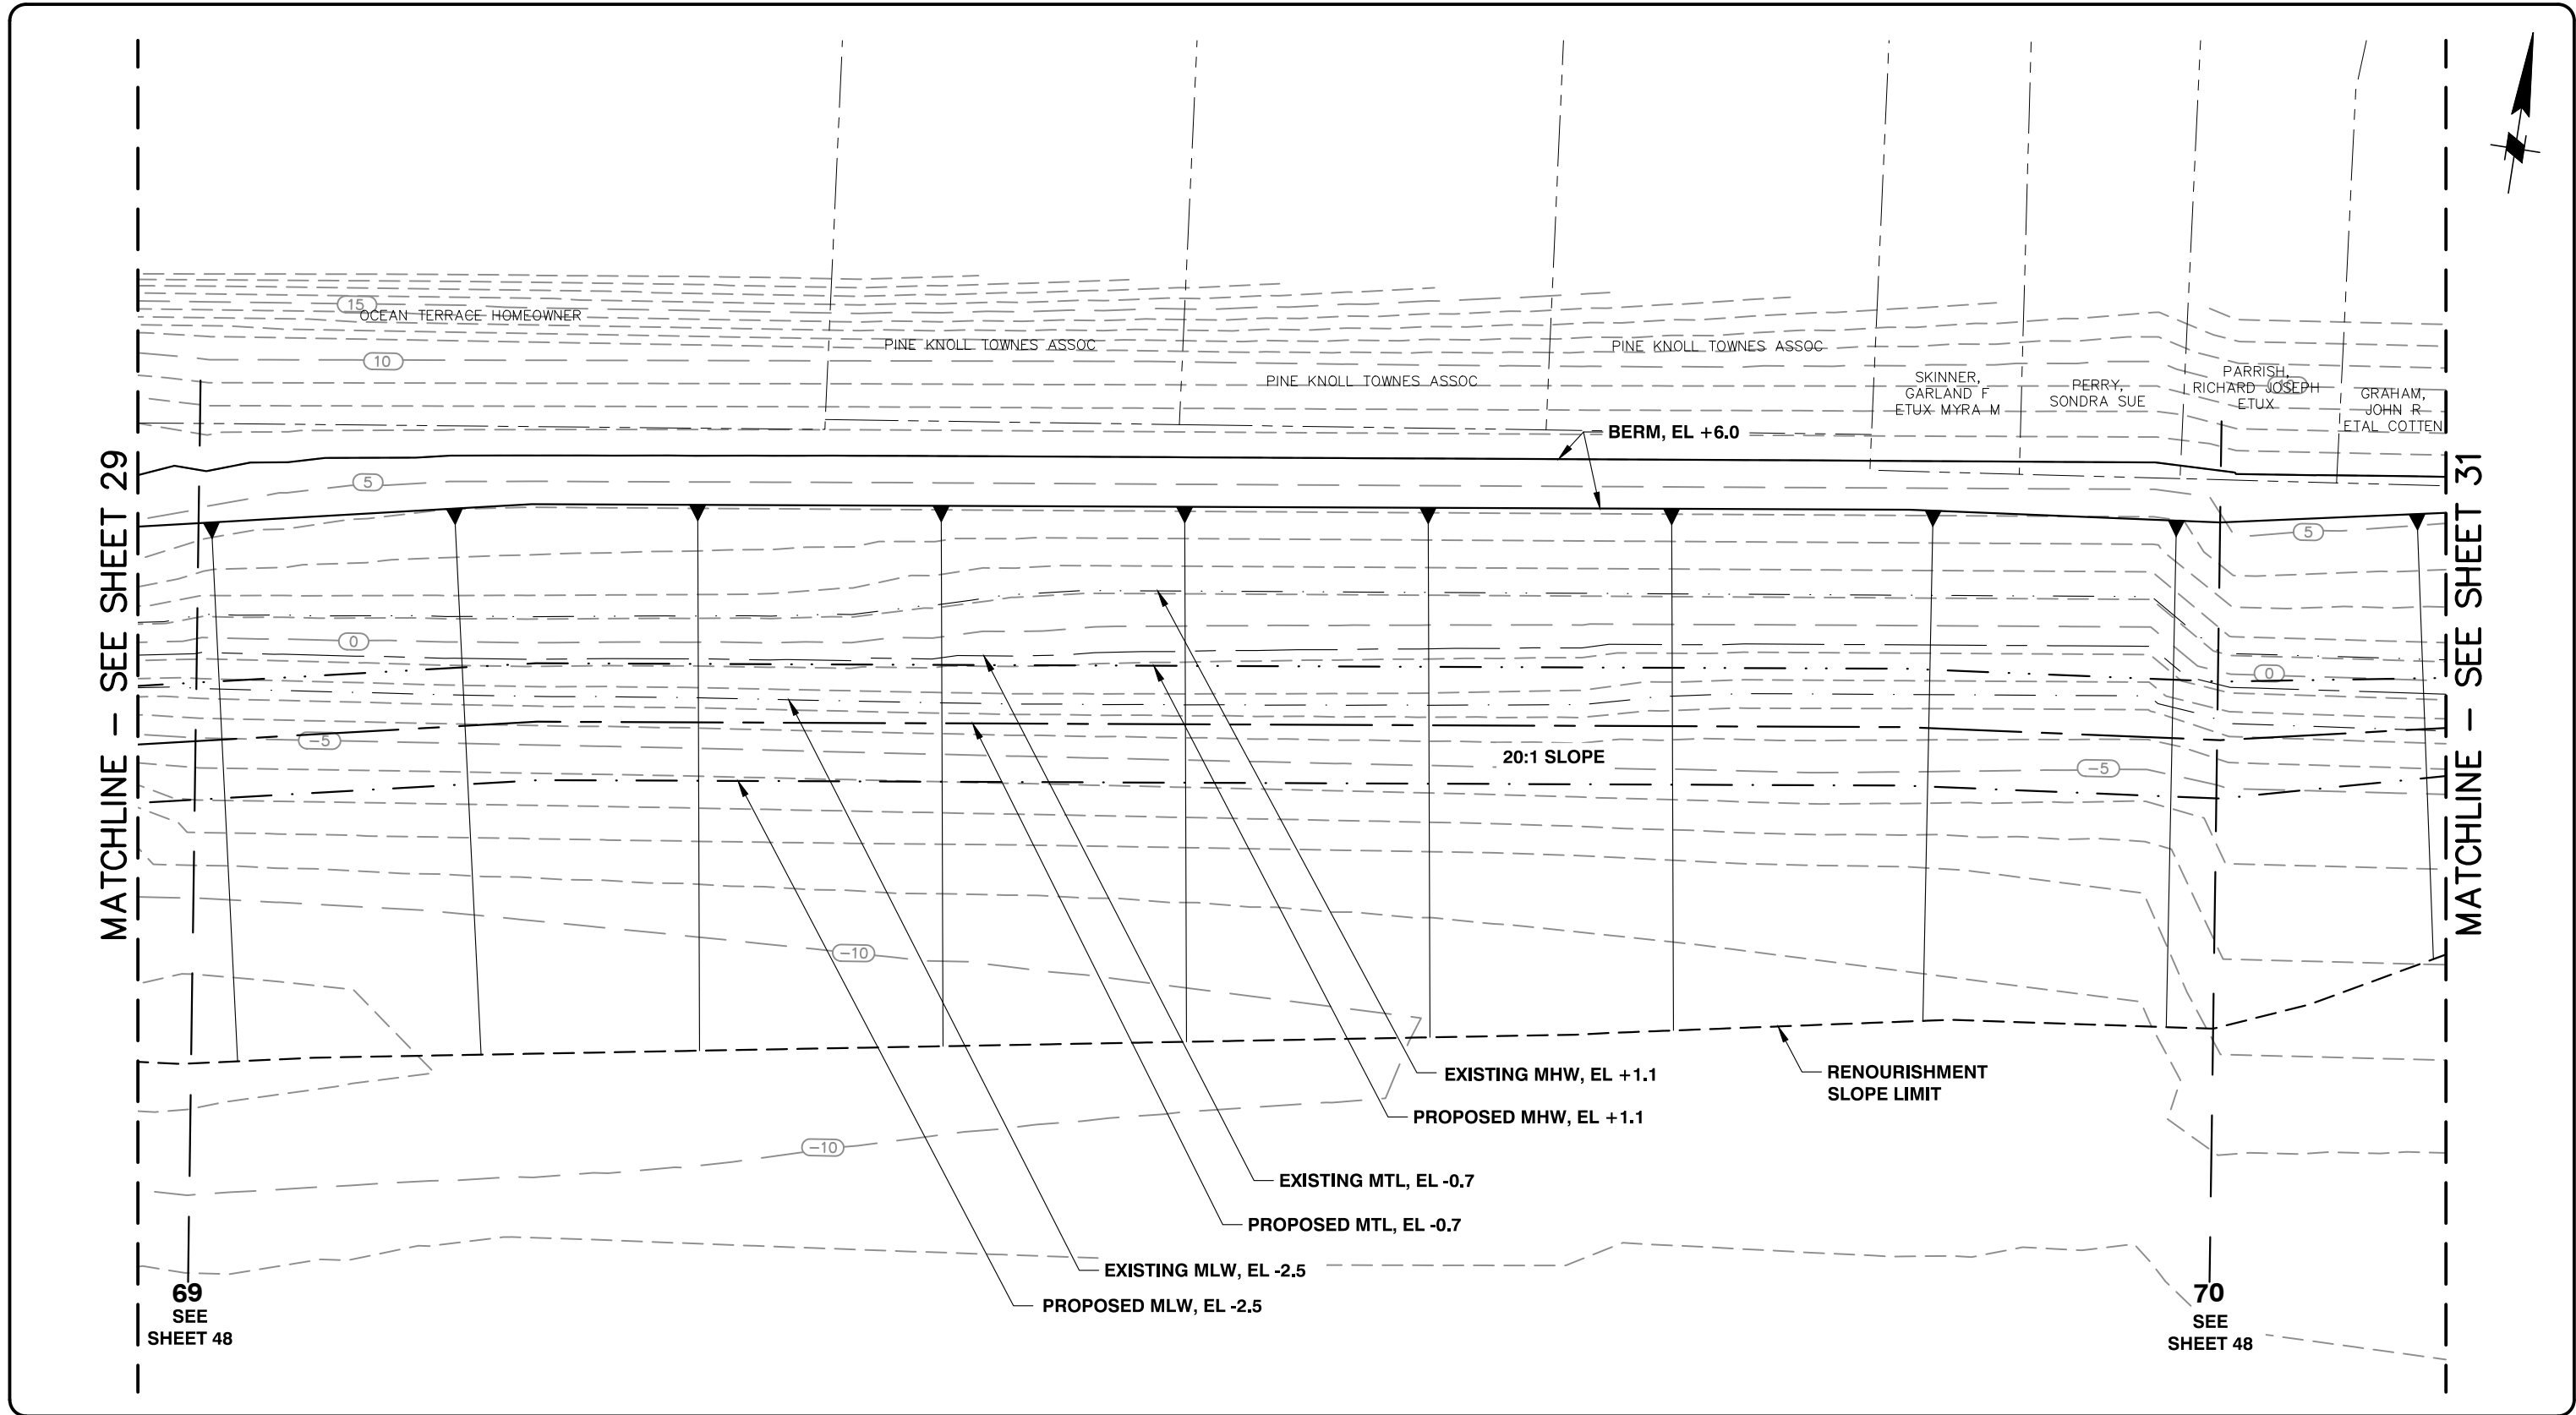 15
OCEAN TERRACE HOMEOWNER
10
PINE KNOLL TOWNES ASSOC
PINE KNOLL TOWNES ASSOC
PINE KNOLL TOWNES ASSOC
SKINNER,
GARLAND F
ETUX MYRA M
PERRY,
SONDRA SUE
PARRISH,
RICHARD JOSEPH
ETUX
10
GRAHAM,
JOHN R
ETAL COTTEN
BERM, EL +6.0
5
5
MATCHLINE - SEE SHEET 29
MATCHLINE - SEE SHEET 31
0
0
-5
20:1 SLOPE
-5
-10
-10
EXISTING MHW, EL +1.1
PROPOSED MHW, EL +1.1
RENOURISHMENT
SLOPE LIMIT
EXISTING MTL, EL -0.7
PROPOSED MTL, EL -0.7
EXISTING MLW, EL -2.5
PROPOSED MLW, EL -2.5
69
SEE
SHEET 48
70
SEE
SHEET 48